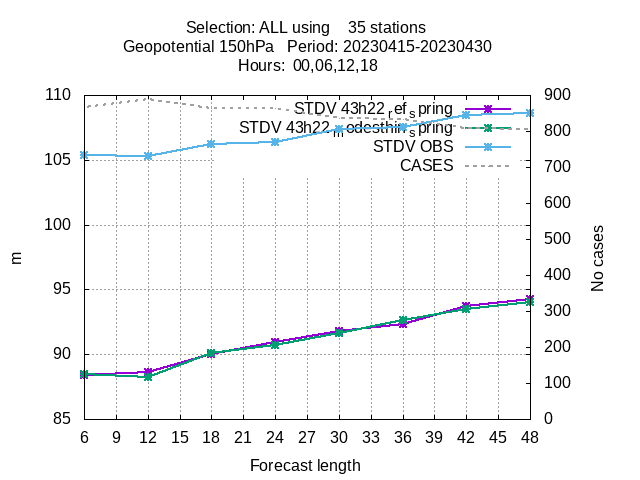 Selection: ALL using    35 stations
Geopotential 150hPa   Period: 20230415-20230430
Hours:  00,06,12,18
110
105
100
95
90
85
m
6 9 12 15 18 21 24 27 30 33 36 39 42 45 48
Forecast length
900
800
700
600
500
400
300
200
100
0
No cases
STDV 43h22_ref_spring
STDV 43h22_modesthin_spring
STDV OBS
CASES